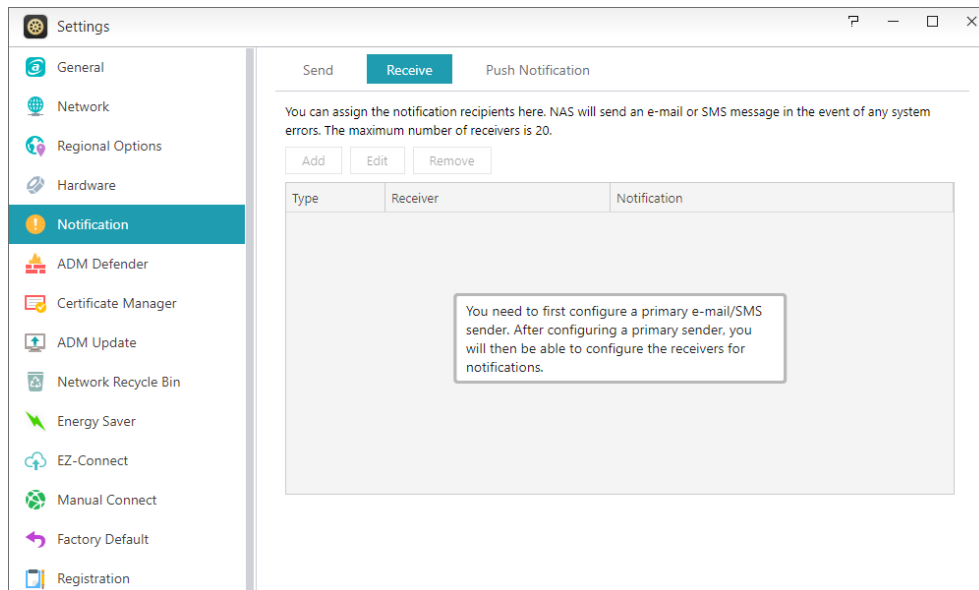 Settings
General
Network
Regional Options
Hardware
Notification
ADM Defender
Certificate Manager
ADM Update
Network Recycle Bin
Energy Saver
EZ-Connect
Manual Connect
Factory Default
Registration
Send Receive Push Notification
You can assign the notification recipients here. NAS will send an e-mail or SMS message in the event of any system
errors. The maximum number of receivers is 20.
Add Edit Remove
Type Receiver Notification
You need to first configure a primary e-mail/SMS
sender. After configuring a primary sender, you
will then be able to configure the receivers for
notifications.